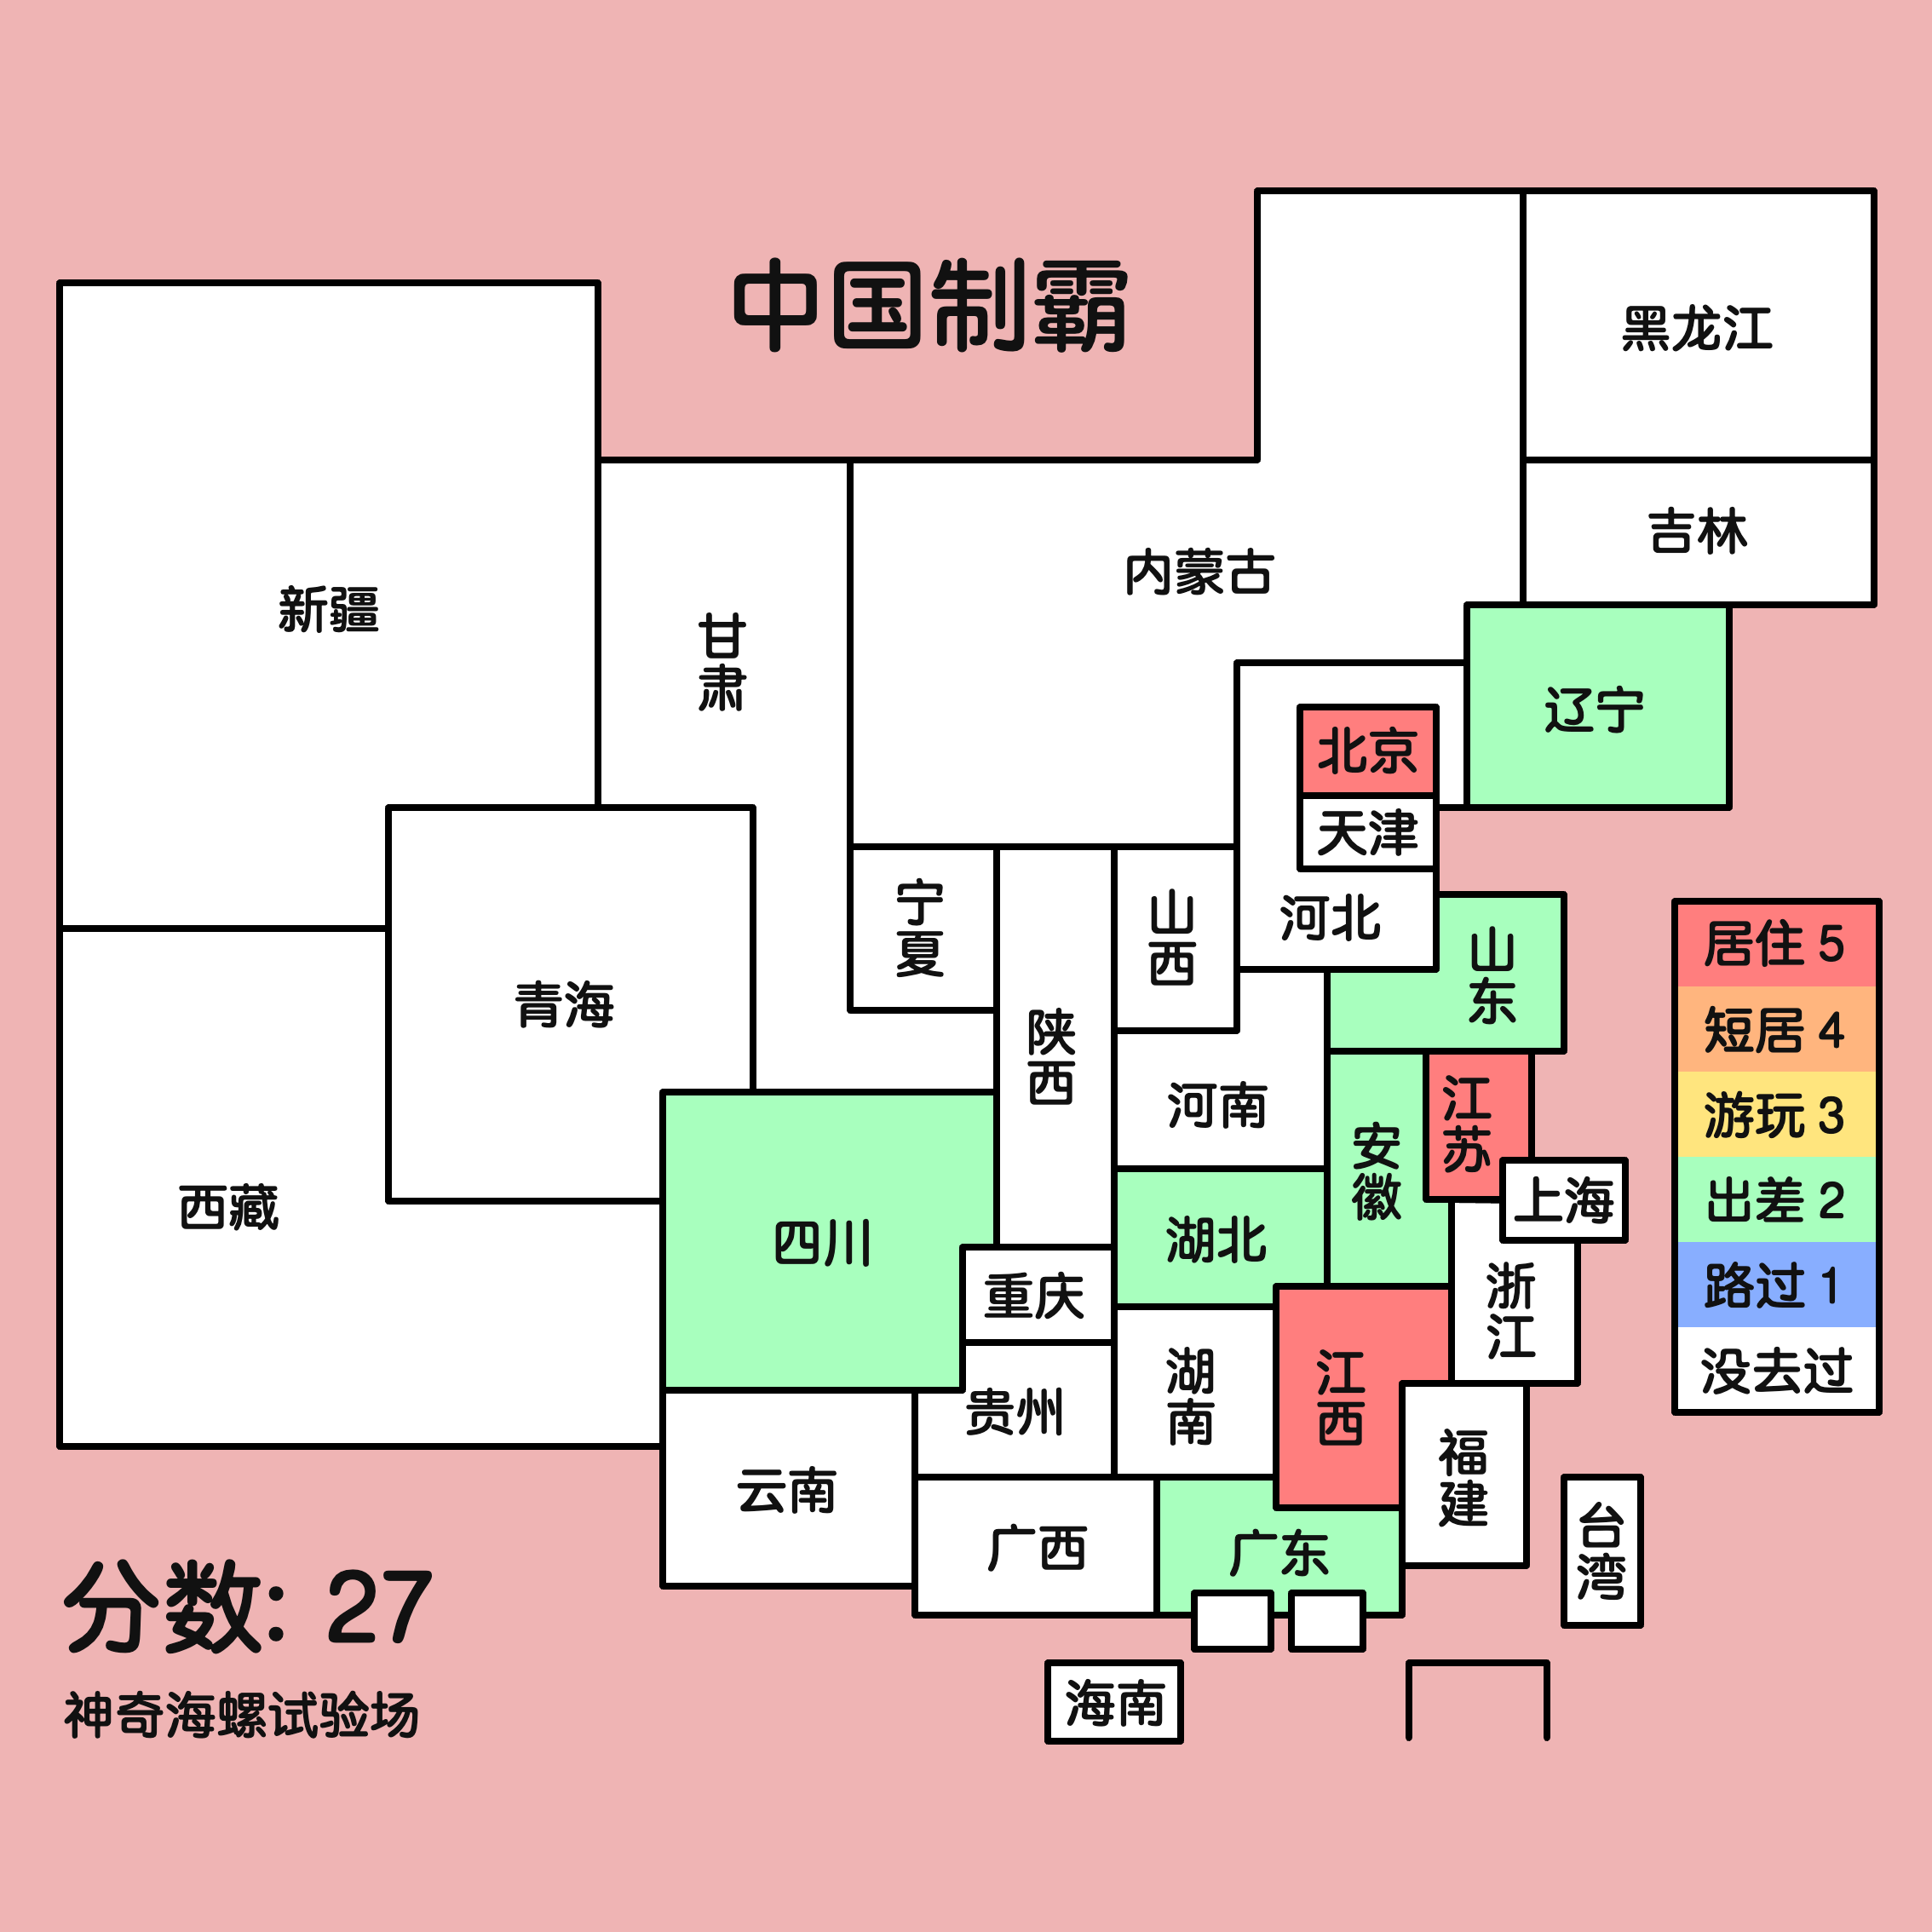 中国制霸
黑龙江
吉林
内蒙古
新疆
甘肃
辽宁
北京
天津
宁夏
山西
河北
山东
青海
陕西
河南
江苏
安徽
西藏
四川
湖北
上海
重庆
浙江
湖南
江西
贵州
福建
云南
广西
广东
台湾
海南
居住 5
短居 4
游玩 3
出差 2
路过 1
没去过
分数: 27
神奇海螺试验场